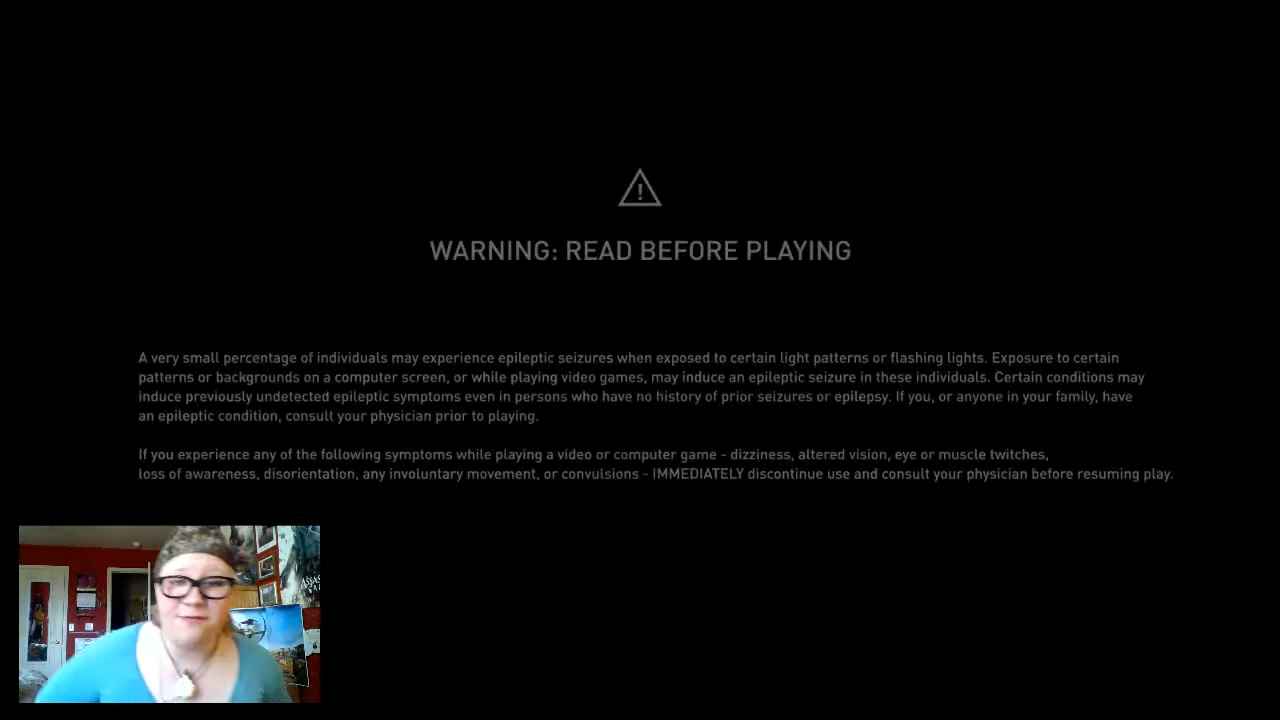 WARNING: READ BEFORE PLAYING
A very small percentage of individuals may experience epileptic seizures when exposed to certain light patterns or flashing lights. Exposure to certain
patterns or backgrounds on a computer screen, or while playing video games, may induce an epileptic seizure in these individuals. Certain conditions may
induce previously undetected epileptic symptoms even in persons who have no history of prior seizures or epilepsy. If you, or anyone in your family, have
an epileptic condition, consult your physician prior to playing.
If you experience any of the following symptoms while playing a video or computer game - dizziness, altered vision, eye or muscle twitches,
loss of awareness, disorientation, any involuntary movement, or convulsions - IMMEDIATELY discontinue use and consult your physician before resuming play.